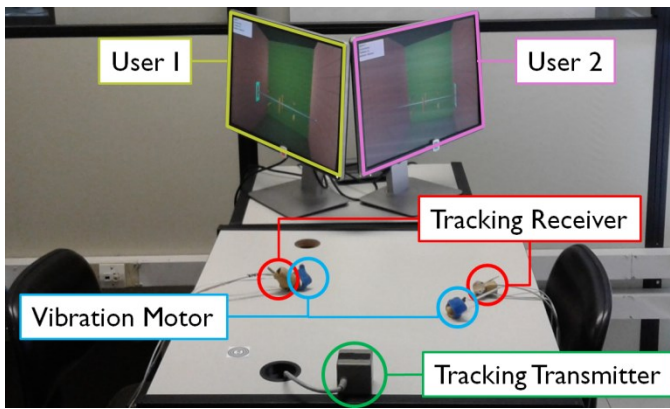 User 1
User 2
Tracking Receiver
Vibration Motor
Tracking Transmitter